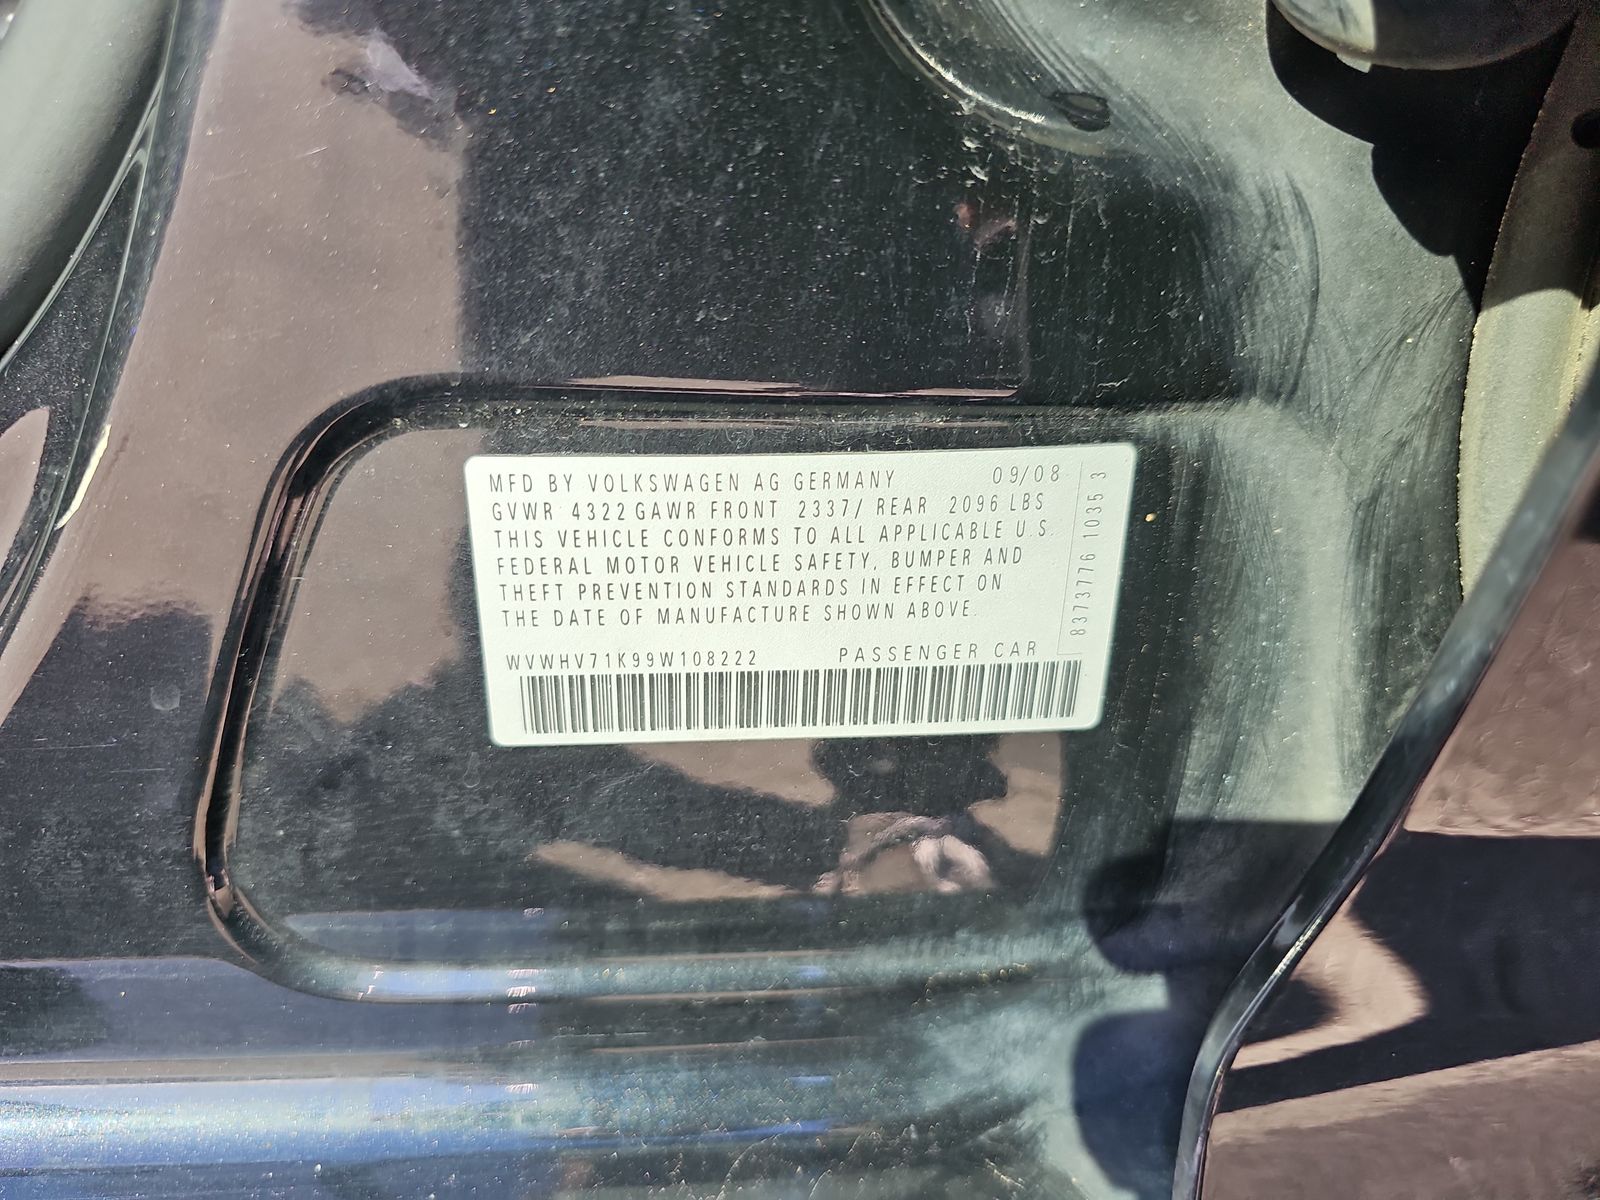 MFD BY VOLKSWAGEN AG GERMANY 09/08
GVWR 4322 GAWR FRONT 2337/ REAR 2096 LBS
THIS VEHICLE CONFORMS TO ALL APPLICABLE U.S.
FEDERAL MOTOR VEHICLE SAFETY, BUMPER AND
THEFT PREVENTION STANDARDS IN EFFECT ON
THE DATE OF MANUFACTURE SHOWN ABOVE.
WVWHV71K99W108222 PASSENGER CAR
8373776 1035 3